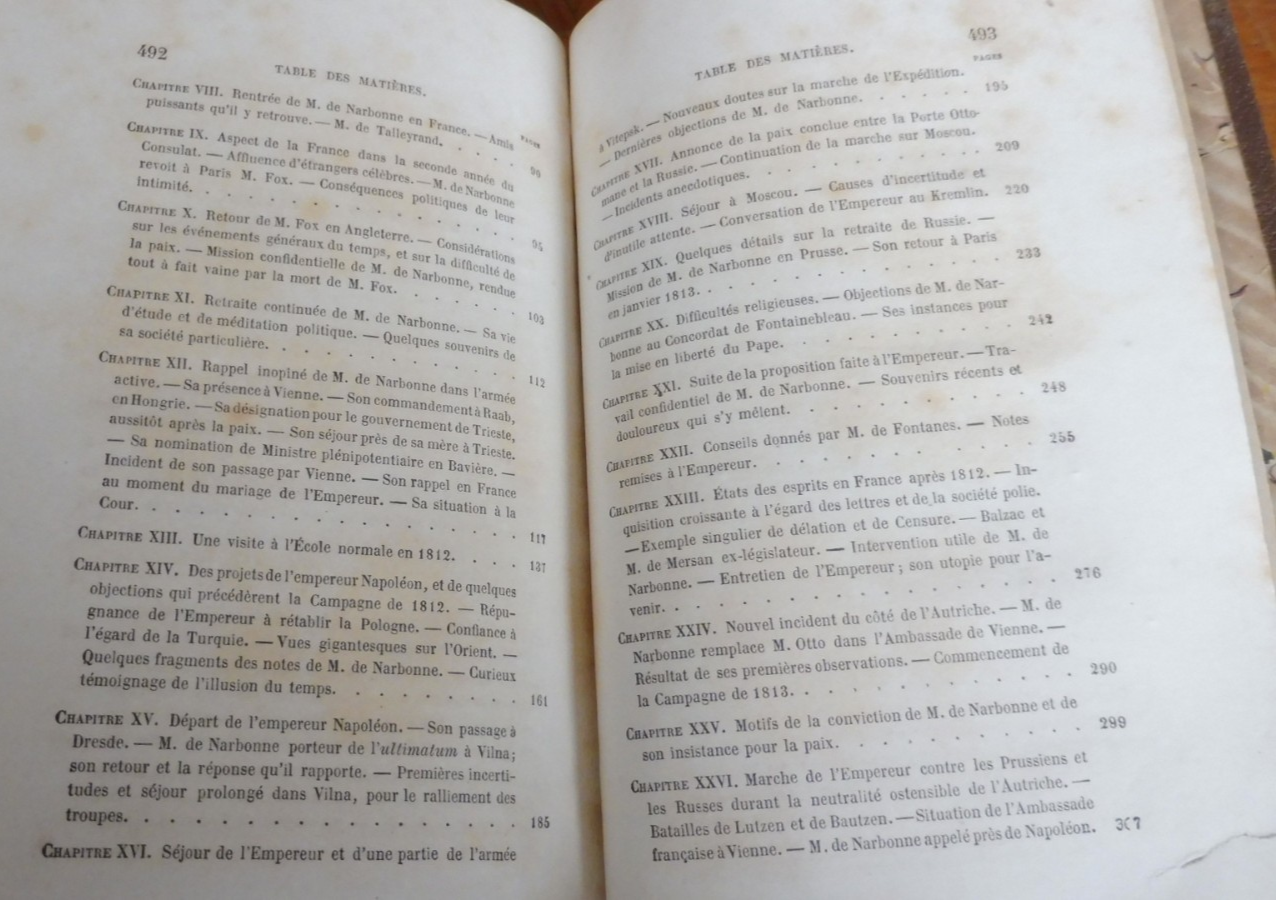 492
TABLE DES MATIÈRES.
PAGES
CHAPITRE VIII. Rentrée de M. de Narbonne en France. — Amis
puissants qu'il y retrouve. — M. de Talleyrand. . . . . 90
CHAPITRE IX. Aspect de la France dans la seconde année du
Consulat. — Affluence d'étrangers célèbres. — M. de Narbonne
revoit à Paris M. Fox. — Conséquences politiques de leur
intimité. . . . . . . . . . . . . . 95
CHAPITRE X. Retour de M. Fox en Angleterre. — Considérations
sur les événements généraux du temps, et sur la difficulté de
la paix. — Mission confidentielle de M. de Narbonne, rendue
tout à fait vaine par la mort de M. Fox. . . . . . . 103
CHAPITRE XI. Retraite continuée de M. de Narbonne. — Sa vie
d'étude et de méditation politique. — Quelques souvenirs de
sa société particulière. . . . . . . . . . . 112
CHAPITRE XII. Rappel inopiné de M. de Narbonne dans l'armée
active. — Sa présence à Vienne. — Son commandement à Raab,
en Hongrie. — Sa désignation pour le gouvernement de Trieste,
aussitôt après la paix. — Son séjour près de sa mère à Trieste.
— Sa nomination de Ministre plénipotentiaire en Bavière. —
Incident de son passage par Vienne. — Son rappel en France
au moment du mariage de l'Empereur. — Sa situation à la
Cour. . . . . . . . . . . . . . . . . 117
CHAPITRE XIII. Une visite à l'École normale en 1812. . . . 137
CHAPITRE XIV. Des projets de l'empereur Napoléon, et de quelques
objections qui précédèrent la Campagne de 1812. — Répu-
gnance de l'Empereur à rétablir la Pologne. — Confiance à
l'égard de la Turquie. — Vues gigantesques sur l'Orient. —
Quelques fragments des notes de M. de Narbonne. — Curieux
témoignage de l'illusion du temps. . . . . . . . . 161
CHAPITRE XV. Départ de l'empereur Napoléon. — Son passage à
Dresde. — M. de Narbonne porteur de l'ultimatum à Vilna;
son retour et la réponse qu'il rapporte. — Premières incerti-
tudes et séjour prolongé dans Vilna, pour le ralliement des
troupes. . . . . . . . . . . . . . . . 185
CHAPITRE XVI. Séjour de l'Empereur et d'une partie de l'armée
493
TABLE DES MATIÈRES.
PAGES
à Vitepsk. — Nouveaux doutes sur la marche de l'Expédition.
— Dernières objections de M. de Narbonne. . . . . . 195
CHAPITRE XVII. Annonce de la paix conclue entre la Porte Otto-
mane et la Russie. — Continuation de la marche sur Moscou.
— Incidents anecdotiques. . . . . . . . . . . 209
CHAPITRE XVIII. Séjour à Moscou. — Causes d'incertitude et
d'inutile attente. — Conversation de l'Empereur au Kremlin. 220
CHAPITRE XIX. Quelques détails sur la retraite de Russie. —
Mission de M. de Narbonne en Prusse. — Son retour à Paris
en janvier 1813. . . . . . . . . . . . . 233
CHAPITRE XX. Difficultés religieuses. — Objections de M. de Nar-
bonne au Concordat de Fontainebleau. — Ses instances pour
la mise en liberté du Pape. . . . . . . . . . 242
CHAPITRE XXI. Suite de la proposition faite à l'Empereur. — Tra-
vail confidentiel de M. de Narbonne. — Souvenirs récents et
douloureux qui s'y mêlent. . . . . . . . . . 248
CHAPITRE XXII. Conseils donnés par M. de Fontanes. — Notes
remises à l'Empereur. . . . . . . . . . . . 255
CHAPITRE XXIII. États des esprits en France après 1812. — In-
quisition croissante à l'égard des lettres et de la société polie.
— Exemple singulier de délation et de Censure. — Balzac et
M. de Mersan ex-législateur. — Intervention utile de M. de
Narbonne. — Entretien de l'Empereur; son utopie pour l'a-
venir. . . . . . . . . . . . . . . . 276
CHAPITRE XXIV. Nouvel incident du côté de l'Autriche. — M. de
Narbonne remplace M. Otto dans l'Ambassade de Vienne. —
Résultat de ses premières observations. — Commencement de
la Campagne de 1813. . . . . . . . . . . . 290
CHAPITRE XXV. Motifs de la conviction de M. de Narbonne et de
son insistance pour la paix. . . . . . . . . . 299
CHAPITRE XXVI. Marche de l'Empereur contre les Prussiens et
les Russes durant la neutralité ostensible de l'Autriche. —
Batailles de Lutzen et de Bautzen. — Situation de l'Ambassade
française à Vienne. — M. de Narbonne appelé près de Napoléon. 307